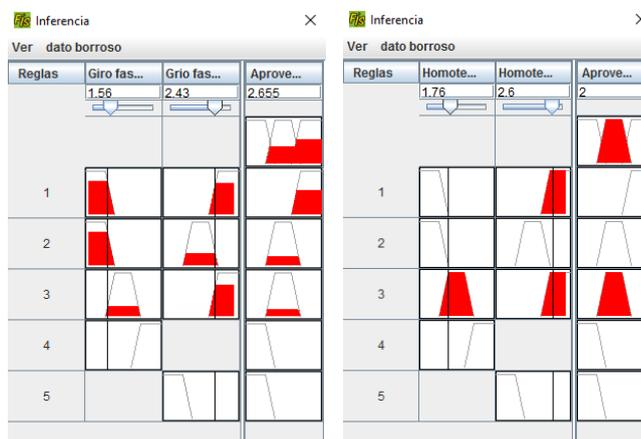 Fis Inferencia
Ver dato borroso
Reglas Giro fas... Grio fas... Aprove...
1.56 2.43 2.655
1
2
3
4
5
Fis Inferencia
Ver dato borroso
Reglas Homote... Homote... Aprove...
1.76 2.6 2
1
2
3
4
5